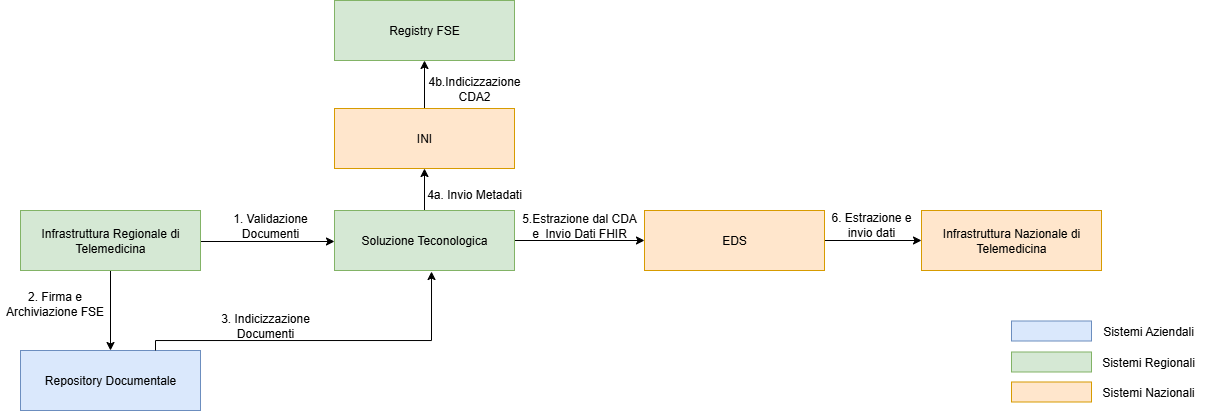 Registry FSE
4b.Indicizzazione
CDA2
INI
4a. Invio Metadati
Infrastruttura Regionale di
Telemedicina
1. Validazione
Documenti
Soluzione Teconologica
5.Estrazione dal CDA
e Invio Dati FHIR
EDS
6. Estrazione e
invio dati
Infrastruttura Nazionale di
Telemedicina
2. Firma e
Archiviazione FSE
3. Indicizzazione
Documenti
Repository Documentale
Sistemi Aziendali
Sistemi Regionali
Sistemi Nazionali